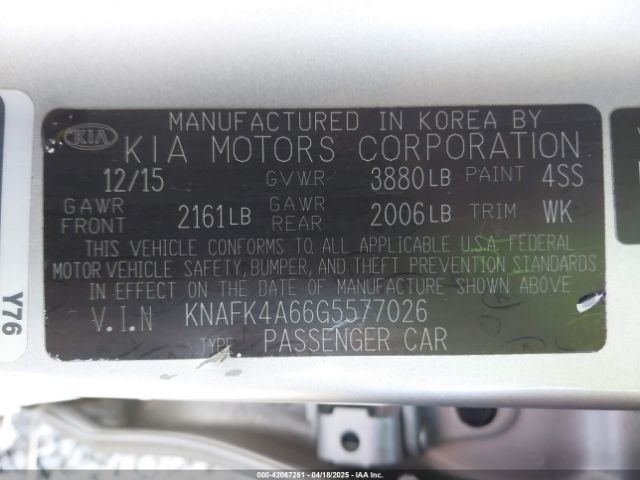 MANUFACTURED IN KOREA BY
KIA KIA MOTORS CORPORATION
12/15 GVWR 3880LB PAINT 4SS
GAWR FRONT 2161LB GAWR REAR 2006LB TRIM WK
THIS VEHICLE CONFORMS TO ALL APPLICABLE U.S.A. FEDERAL
MOTOR VEHICLE SAFETY, BUMPER, AND THEFT PREVENTION STANDARDS
IN EFFECT ON THE DATE OF MANUFACTURE SHOWN ABOVE
V.I.N KNAFK4A66G5577026
TYPE: PASSENGER CAR
Y76
000-42067261 - 04/18/2025 - IAAI.COM